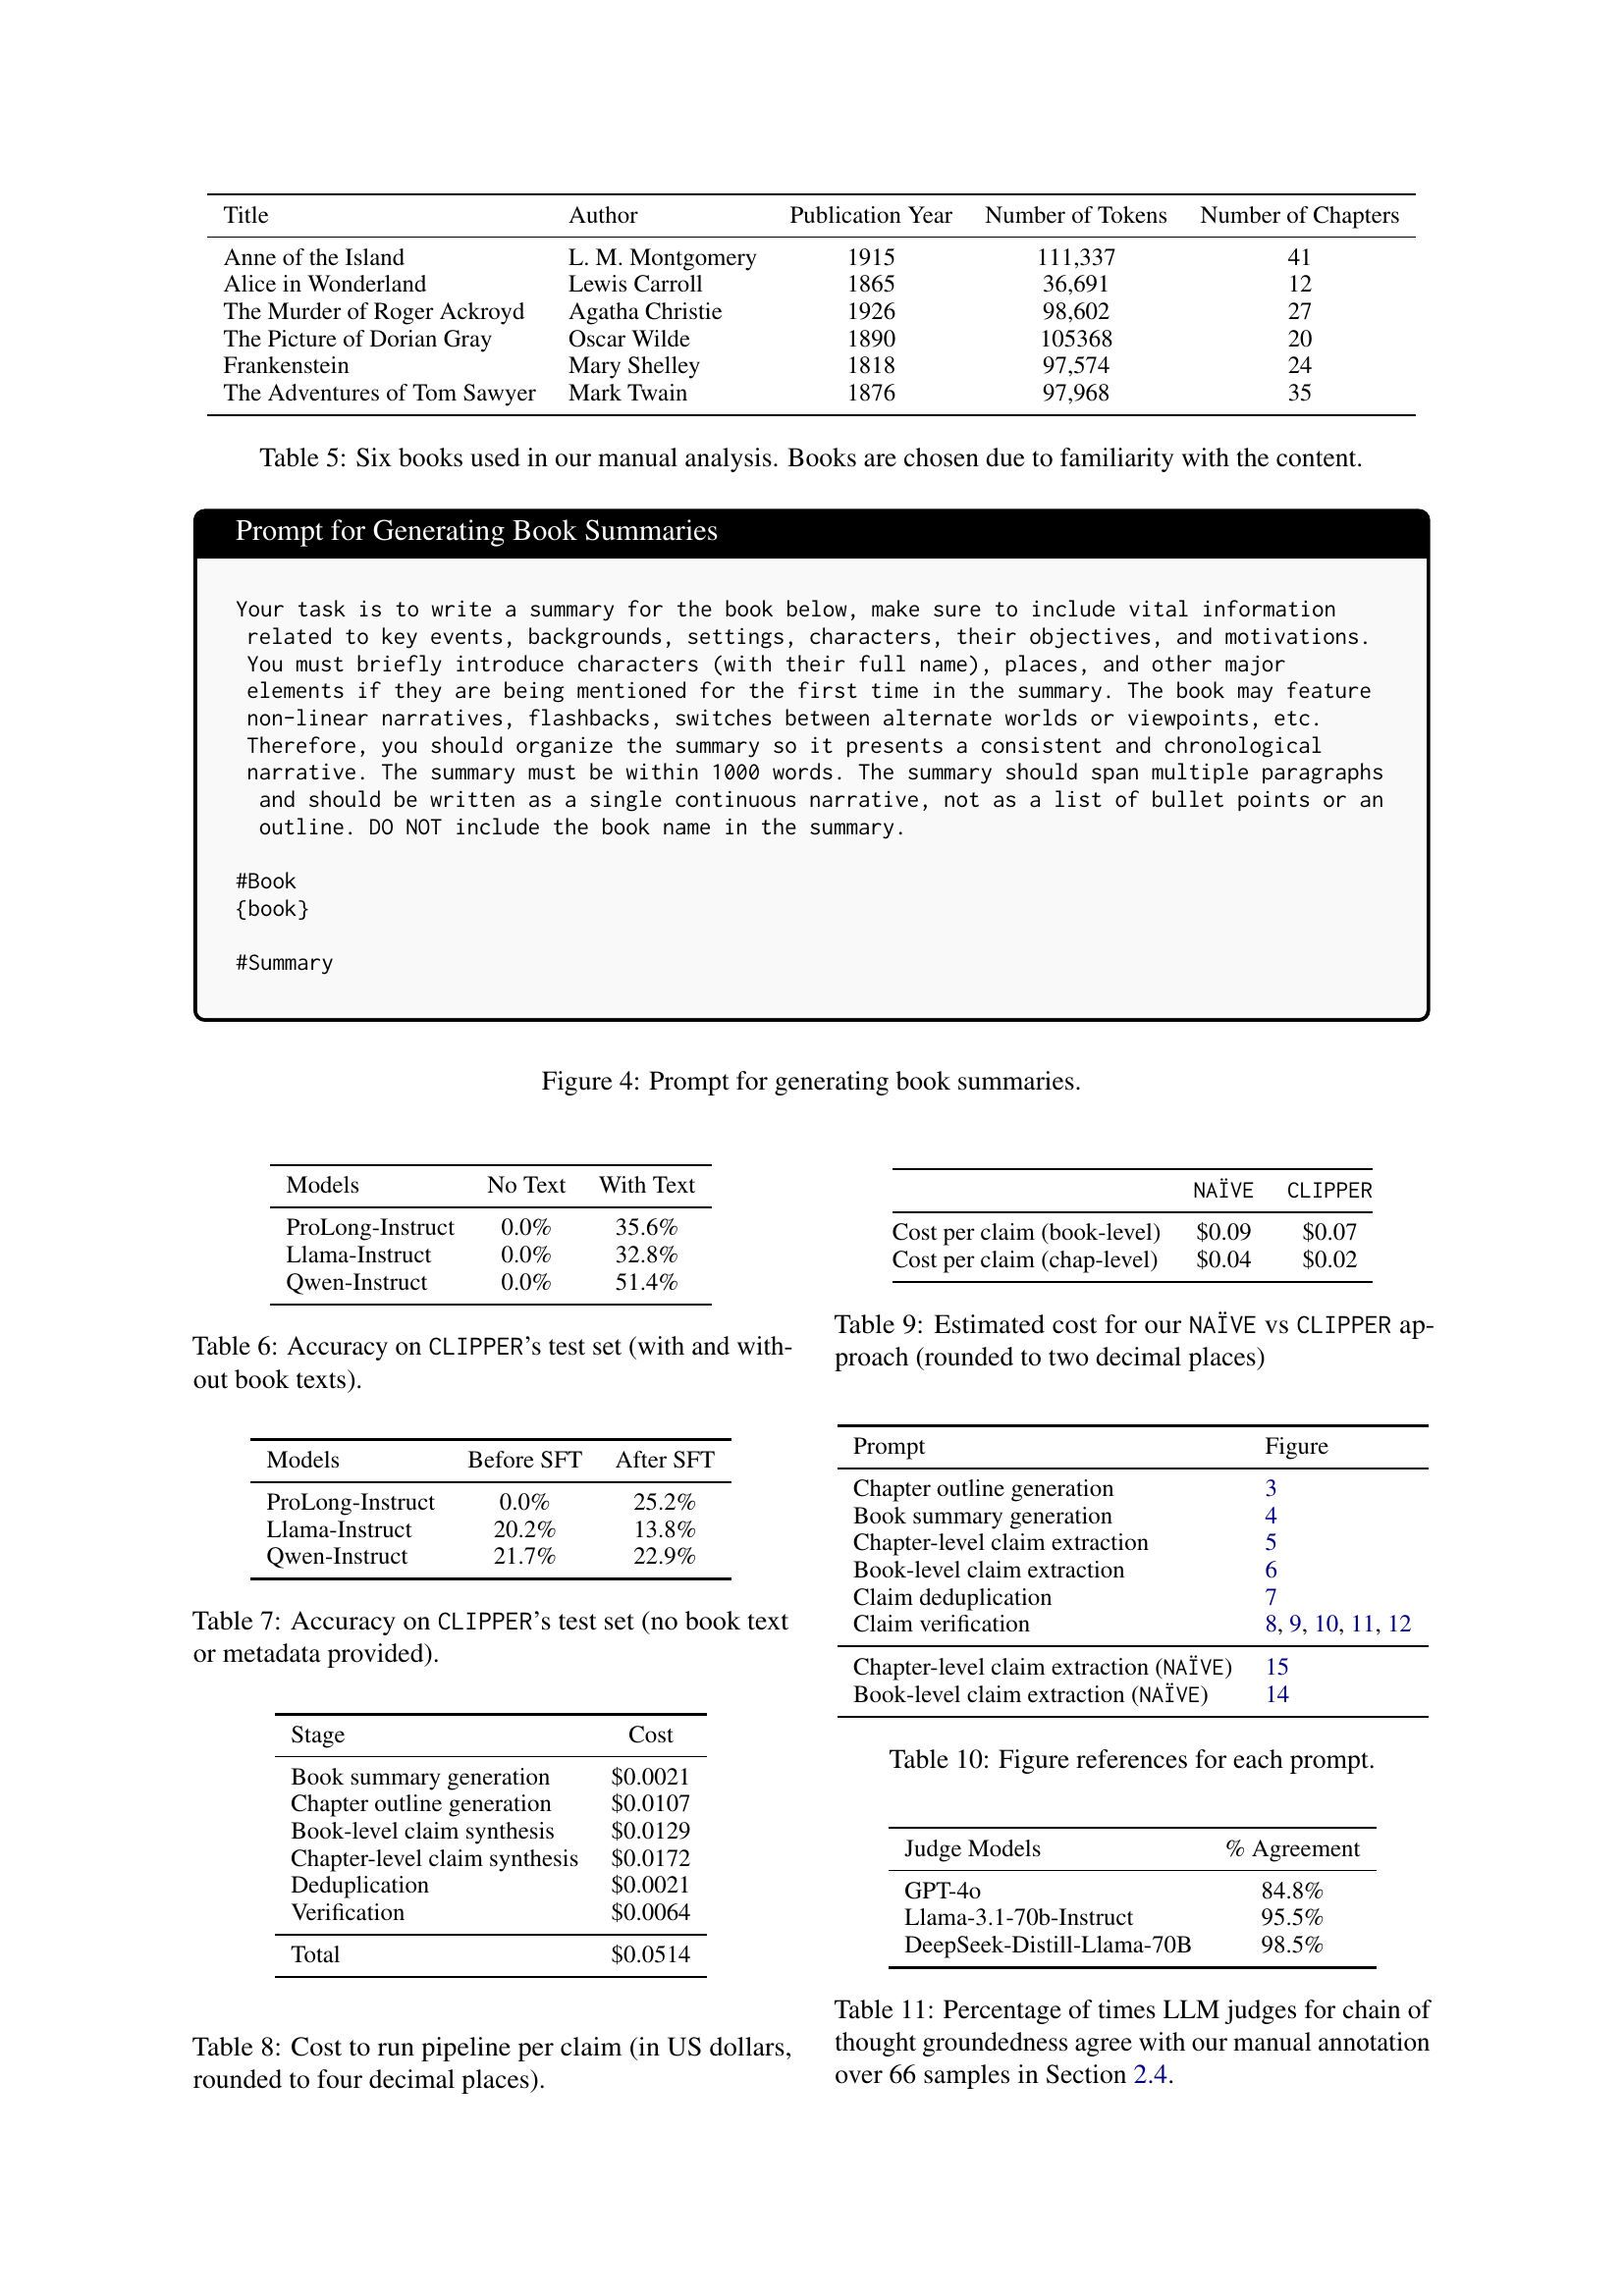 Title Author Publication Year Number of Tokens Number of Chapters
Anne of the Island L. M. Montgomery 1915 111,337 41
Alice in Wonderland Lewis Carroll 1865 36,691 12
The Murder of Roger Ackroyd Agatha Christie 1926 98,602 27
The Picture of Dorian Gray Oscar Wilde 1890 105368 20
Frankenstein Mary Shelley 1818 97,574 24
The Adventures of Tom Sawyer Mark Twain 1876 97,968 35
Table 5: Six books used in our manual analysis. Books are chosen due to familiarity with the content.
Prompt for Generating Book Summaries
Your task is to write a summary for the book below, make sure to include vital information
related to key events, backgrounds, settings, characters, their objectives, and motivations.
You must briefly introduce characters (with their full name), places, and other major
elements if they are being mentioned for the first time in the summary. The book may feature
non-linear narratives, flashbacks, switches between alternate worlds or viewpoints, etc.
Therefore, you should organize the summary so it presents a consistent and chronological
narrative. The summary must be within 1000 words. The summary should span multiple paragraphs
and should be written as a single continuous narrative, not as a list of bullet points or an
outline. DO NOT include the book name in the summary.
#Book
{book}
#Summary
Figure 4: Prompt for generating book summaries.
Models No Text With Text
ProLong-Instruct 0.0% 35.6%
Llama-Instruct 0.0% 32.8%
Qwen-Instruct 0.0% 51.4%
Table 6: Accuracy on CLIPPER's test set (with and with-
out book texts).
Models Before SFT After SFT
ProLong-Instruct 0.0% 25.2%
Llama-Instruct 20.2% 13.8%
Qwen-Instruct 21.7% 22.9%
Table 7: Accuracy on CLIPPER's test set (no book text
or metadata provided).
Stage Cost
Book summary generation $0.0021
Chapter outline generation $0.0107
Book-level claim synthesis $0.0129
Chapter-level claim synthesis $0.0172
Deduplication $0.0021
Verification $0.0064
Total $0.0514
Table 8: Cost to run pipeline per claim (in US dollars,
rounded to four decimal places).
NAÏVE CLIPPER
Cost per claim (book-level) $0.09 $0.07
Cost per claim (chap-level) $0.04 $0.02
Table 9: Estimated cost for our NAÏVE vs CLIPPER ap-
proach (rounded to two decimal places)
Prompt Figure
Chapter outline generation 3
Book summary generation 4
Chapter-level claim extraction 5
Book-level claim extraction 6
Claim deduplication 7
Claim verification 8, 9, 10, 11, 12
Chapter-level claim extraction (NAÏVE) 15
Book-level claim extraction (NAÏVE) 14
Table 10: Figure references for each prompt.
Judge Models % Agreement
GPT-4o 84.8%
Llama-3.1-70b-Instruct 95.5%
DeepSeek-Distill-Llama-70B 98.5%
Table 11: Percentage of times LLM judges for chain of
thought groundedness agree with our manual annotation
over 66 samples in Section 2.4.